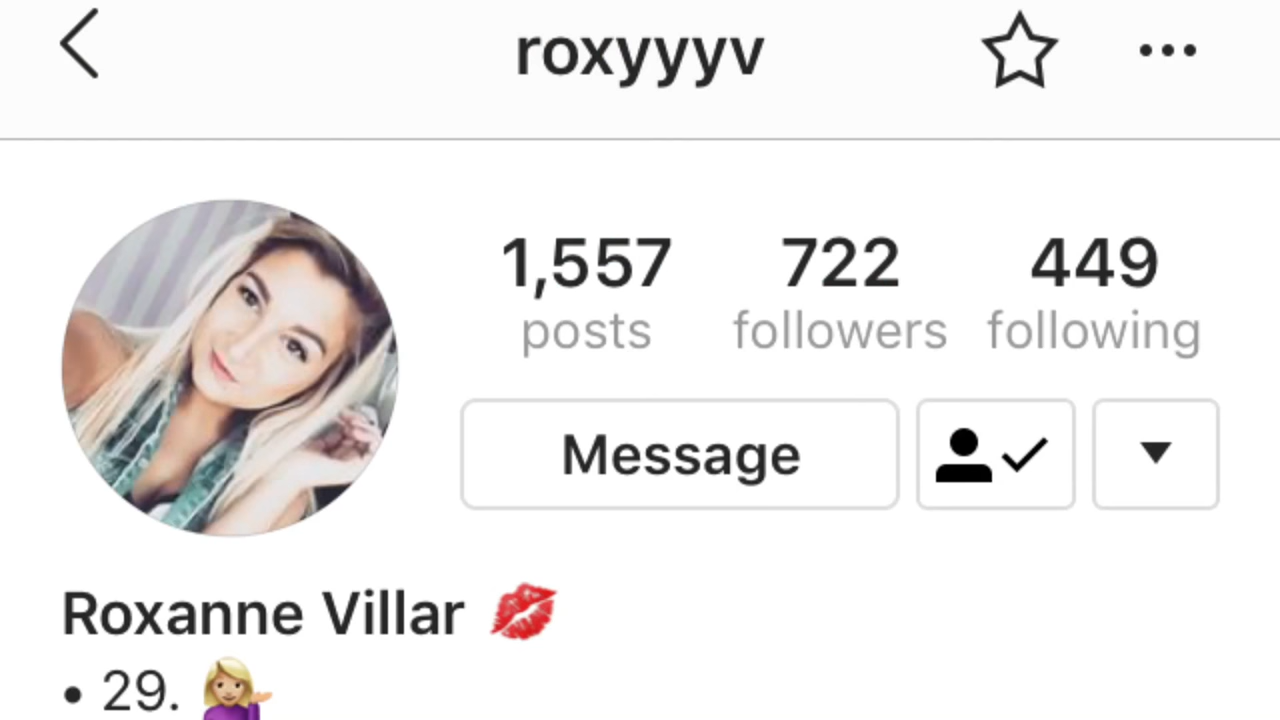 roxyyyv
1,557 722 449
posts followers following
Message
Roxanne Villar 💋
• 29. 💁🏼